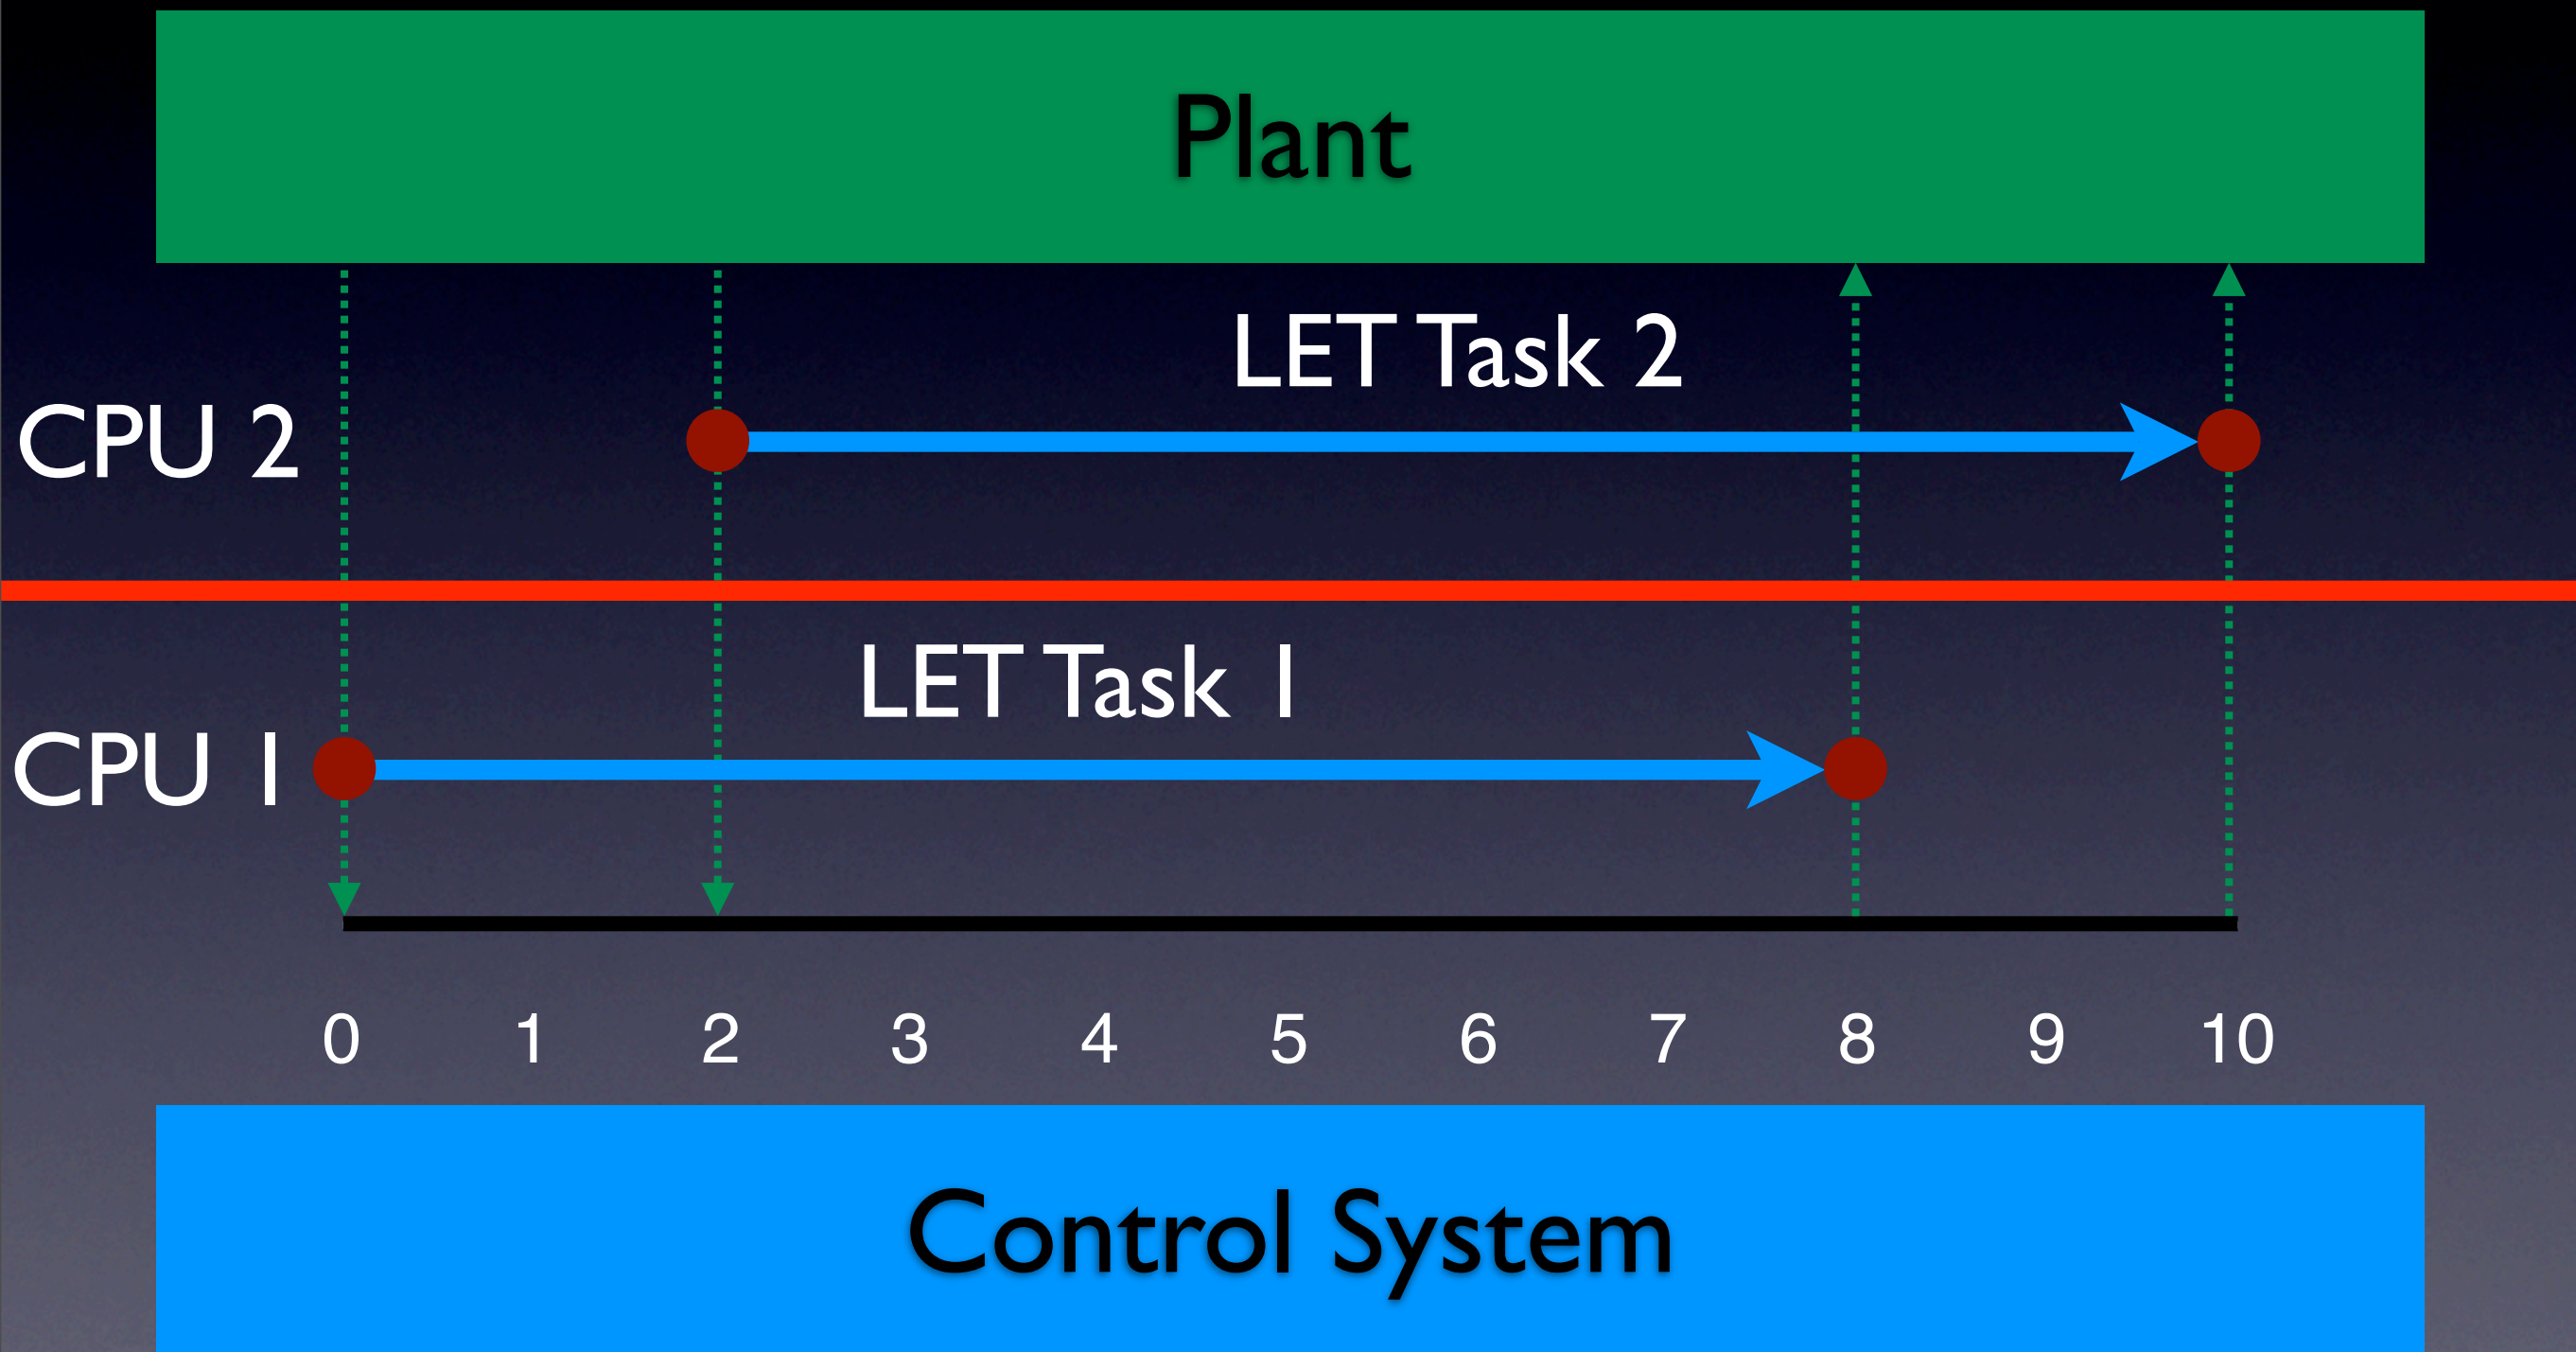 Plant
LET Task 2
CPU 2
LET Task 1
CPU 1
0 1 2 3 4 5 6 7 8 9 10
Control System